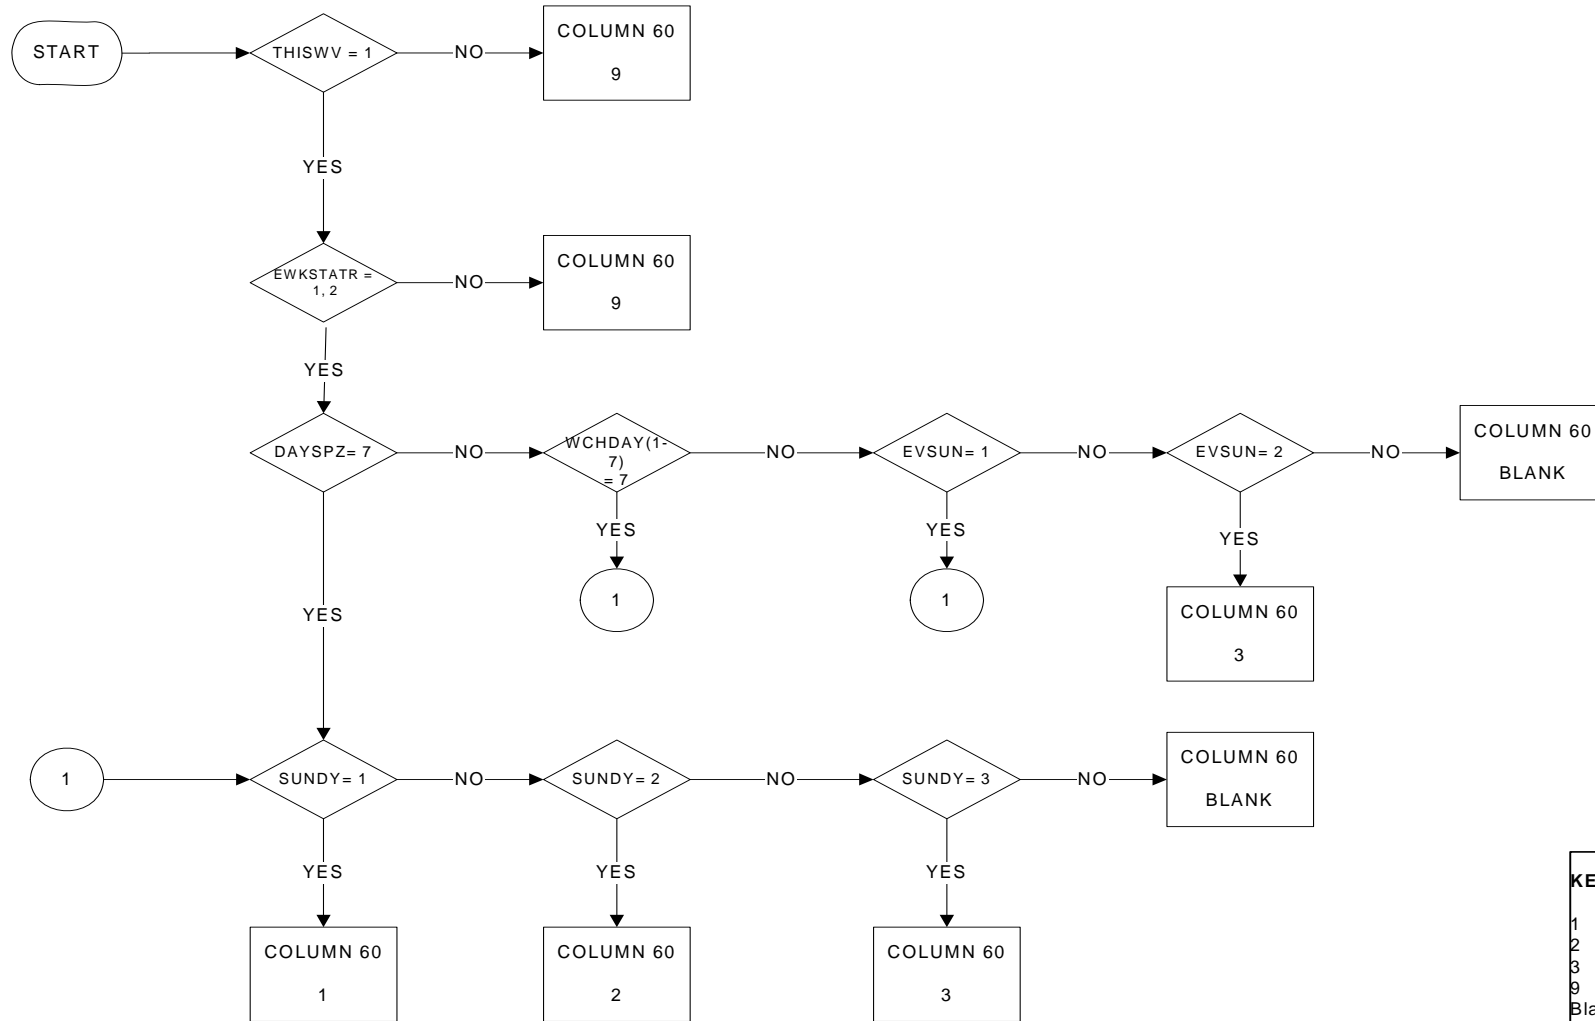 START
THISWV = 1
NO
COLUMN 60
9
YES
EWKSTATR =
1, 2
NO
COLUMN 60
9
YES
DAYSPZ= 7
NO
WCHDAY(1-
7)
= 7
NO
EVSUN= 1
NO
EVSUN= 2
NO
COLUMN 60
BLANK
YES
YES
YES
1
1
COLUMN 60
3
YES
1
SUNDY= 1
NO
SUNDY= 2
NO
SUNDY= 3
NO
COLUMN 60
BLANK
YES
YES
YES
COLUMN 60
1
COLUMN 60
2
COLUMN 60
3
1
2
3
9